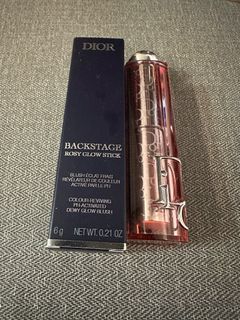 DIOR
BACKSTAGE
ROSY GLOW STICK
BLUSH ÉCLAT FRAIS
RÉVÉLATEUR DE COULEUR
ACTIVÉ PAR LE PH
COLOUR-REVIVING
PH-ACTIVATED
DEWY GLOW BLUSH
6 g NET WT. 0.21 OZ